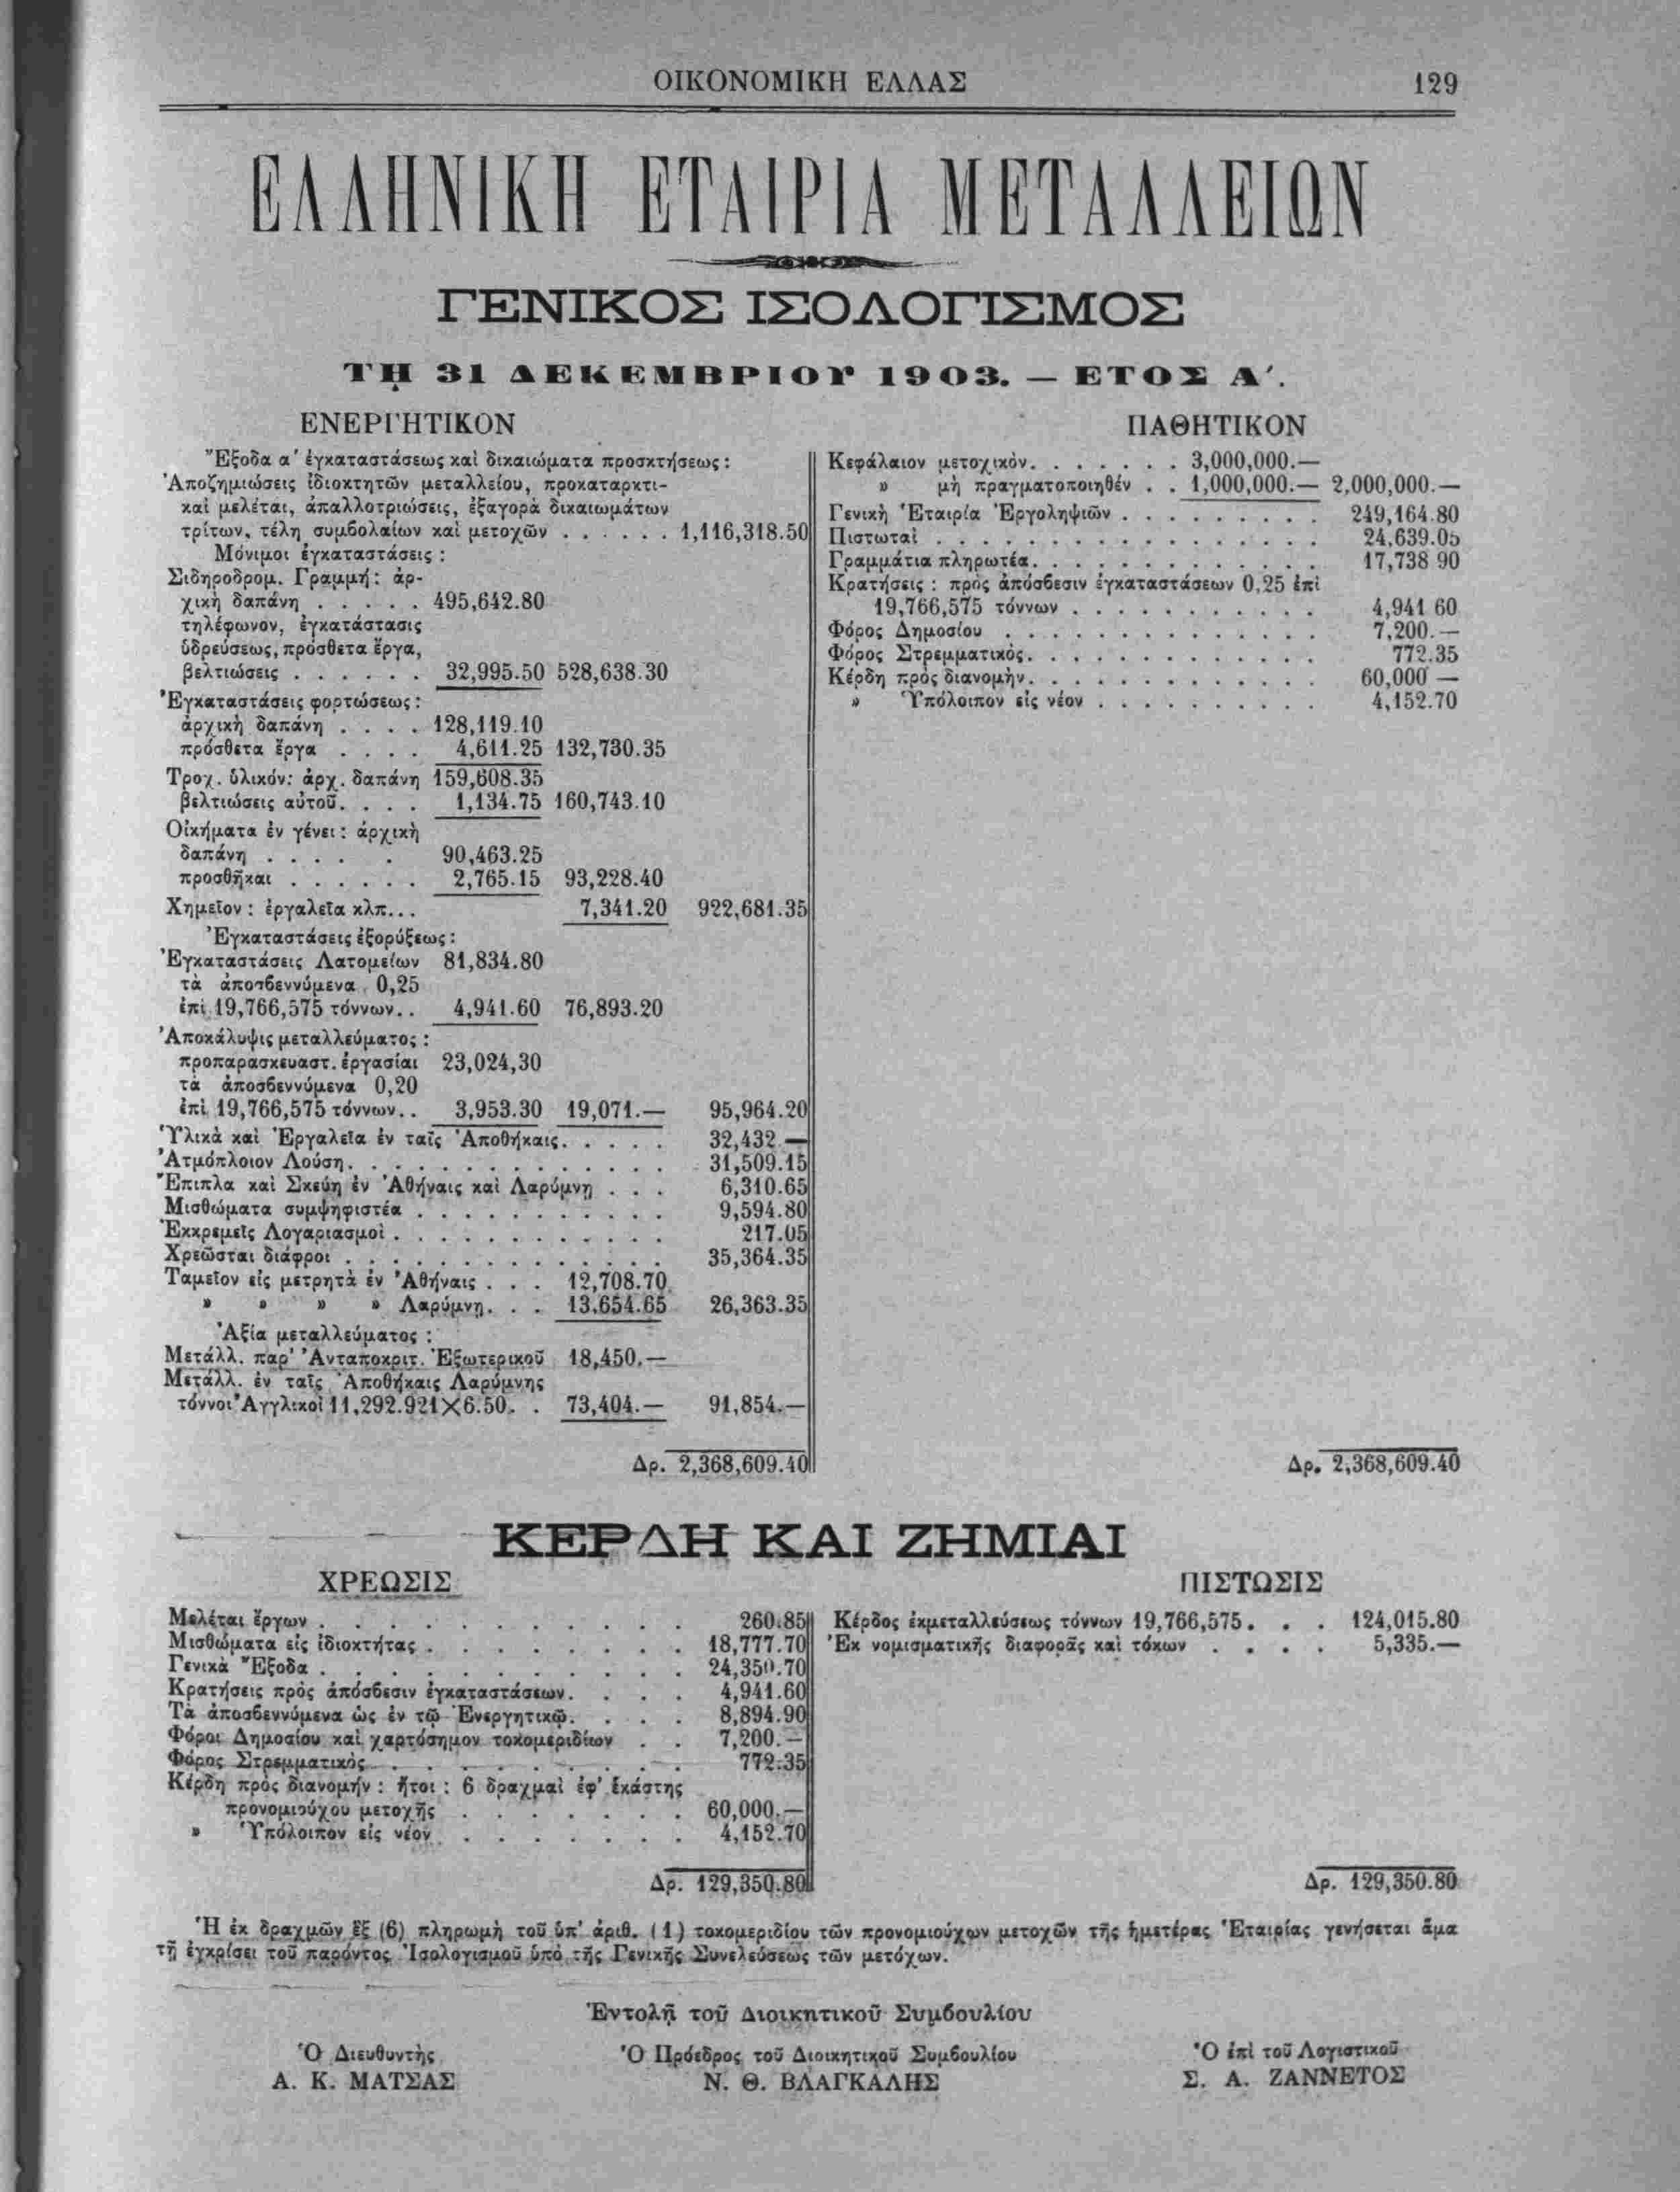 ΟΙΚΟΝΟΜΙΚΗ ΕΛΛΑΣ 129
ΕΛΛΗΝΙΚΗ ΕΤΑΙΡΙΑ ΜΕΤΑΛΛΕΙΩΝ
ΓΕΝΙΚΟΣ ΙΣΟΛΟΓΙΣΜΟΣ
ΤΗ 31 ΔΕΚΕΜΒΡΙΟΥ 1903. — ΕΤΟΣ Α΄.
ΕΝΕΡΓΗΤΙΚΟΝ
Ἔξοδα α' ἐγκαταστάσεως καὶ δικαιώματα προσκτήσεως :
Ἀποζημιώσεις ἰδιοκτητῶν μεταλλείου, προκαταρκτι-
καὶ μελέται, ἀπαλλοτριώσεις, ἐξαγορὰ δικαιωμάτων
τρίτων, τέλη συμβολαίων καὶ μετοχῶν . . . . . . 1,116,318.50
Μόνιμοι ἐγκαταστάσεις :
Σιδηροδρομ. Γραμμή : ἀρ-
χικὴ δαπάνη . . . . . 495,642.80
τηλέφωνον, ἐγκατάστασις
ὑδρεύσεως, πρόσθετα ἔργα,
βελτιώσεις . . . . . . 32,995.50 528,638.30
Ἐγκαταστάσεις φορτώσεως :
ἀρχικὴ δαπάνη . . . . 128,119.10
πρόσθετα ἔργα . . . . 4,611.25 132,730.35
Τροχ. ὑλικόν: ἀρχ. δαπάνη 159,608.35
βελτιώσεις αὐτοῦ. . . . 1,134.75 160,743.10
Οἰκήματα ἐν γένει : ἀρχικὴ
δαπάνη . . . . . 90,463.25
προσθῆκαι . . . . . . 2,765.15 93,228.40
Χημεῖον : ἐργαλεῖα κλπ... 7,341.20 922,681.35
Ἐγκαταστάσεις ἐξορύξεως :
Ἐγκαταστάσεις Λατομείων 81,834.80
τὰ ἀποσβεννύμενα 0,25
ἐπὶ 19,766,575 τόννων.. 4,941.60 76,893.20
Ἀποκάλυψις μεταλλεύματος :
προπαρασκευαστ. ἐργασίαι 23,024,30
τὰ ἀποσβεννύμενα 0,20
ἐπὶ 19,766,575 τόννων.. 3,953.30 19,071.— 95,964.20
Ὑλικὰ καὶ Ἐργαλεῖα ἐν ταῖς Ἀποθήκαις. . . . . 32,432.—
Ἀτμόπλοιον Λούση. . . . . . . . . . . . . 31,509.15
Ἔπιπλα καὶ Σκεύη ἐν Ἀθήναις καὶ Λαρύμνῃ . . . 6,310.65
Μισθώματα συμψηφιστέα . . . . . . . . . . . 9,594.80
Ἐκκρεμεῖς Λογαριασμοὶ . . . . . . . . . . . . 217.05
Χρεῶσται διάφροι . . . . . . . . . . . . . . 35,364.35
Ταμεῖον εἰς μετρητὰ ἐν Ἀθήναις . . . 12,708.70
» » » » Λαρύμνῃ. . . 13.654.65 26,363.35
Ἀξία μεταλλεύματος :
Μετάλλ. παρ' Ἀνταποκριτ. Ἐξωτερικοῦ 18,450.—
Μετάλλ. ἐν ταῖς Ἀποθήκαις Λαρύμνης
τόννοι Ἀγγλικοὶ 11,292.921×6.50. . 73,404.— 91,854.—
Δρ. 2,368,609.40
ΠΑΘΗΤΙΚΟΝ
Κεφάλαιον μετοχικὸν. . . . . . . 3,000,000.—
» μὴ πραγματοποιηθέν . . 1,000,000.— 2,000,000.—
Γενικὴ Ἑταιρία Ἐργοληψιῶν . . . . . . . . . 249,164.80
Πιστωταὶ . . . . . . . . . . . . . . . . . 24,639.05
Γραμμάτια πληρωτέα. . . . . . . . . . . . . 17,738 90
Κρατήσεις : πρὸς ἀπόσβεσιν ἐγκαταστάσεων 0,25 ἐπὶ
19,766,575 τόννων . . . . . . . . . . . 4,941 60
Φόρος Δημοσίου . . . . . . . . . . . . . . 7,200.—
Φόρος Στρεμματικὸς. . . . . . . . . . . . . 772.35
Κέρδη πρὸς διανομὴν. . . . . . . . . . . . . 60,000 —
» Ὑπόλοιπον εἰς νέον . . . . . . . . . . 4,152.70
Δρ. 2,368,609.40
ΚΕΡΔΗ ΚΑΙ ΖΗΜΙΑΙ
ΧΡΕΩΣΙΣ
Μελέται ἔργων . . . . . . . . . . . . . 260.85
Μισθώματα εἰς ἰδιοκτήτας . . . . . . . . . 18,777.70
Γενικὰ Ἔξοδα . . . . . . . . . . . . . 24,350.70
Κρατήσεις πρὸς ἀπόσβεσιν ἐγκαταστάσεων. . . . 4,941.60
Τὰ ἀποσβεννύμενα ὡς ἐν τῷ Ἐνεργητικῷ. . . . 8,894.90
Φόροι Δημοσίου καὶ χαρτόσημον τοκομεριδίων . . 7,200.—
Φόρος Στρεμματικὸς . . . . . . . . . . . 772.35
Κέρδη πρὸς διανομήν : ἤτοι : 6 δραχμαὶ ἐφ' ἑκάστης
προνομιούχου μετοχῆς . . . . . . . 60,000.—
» Ὑπόλοιπον εἰς νέον . . . . . . . 4,152.70
Δρ. 129,350.80
ΠΙΣΤΩΣΙΣ
Κέρδος ἐκμεταλλεύσεως τόννων 19,766,575. . . 124,015.80
Ἐκ νομισματικῆς διαφορᾶς καὶ τόκων . . . . 5,335.—
Δρ. 129,350.80
Ἡ ἐκ δραχμῶν ἓξ (6) πληρωμὴ τοῦ ὑπ' ἀριθ. (1) τοκομεριδίου τῶν προνομιούχων μετοχῶν τῆς ἡμετέρας Ἑταιρίας γενήσεται ἅμα
τῇ ἐγκρίσει τοῦ παρόντος Ἰσολογισμοῦ ὑπὸ τῆς Γενικῆς Συνελεύσεως τῶν μετόχων.
Ἐντολῇ τοῦ Διοικητικοῦ Συμβουλίου
Ὁ Διευθυντὴς
Α. Κ. ΜΑΤΣΑΣ
Ὁ Πρόεδρος τοῦ Διοικητικοῦ Συμβουλίου
Ν. Θ. ΒΛΑΓΚΑΛΗΣ
Ὁ ἐπὶ τοῦ Λογιστικοῦ
Σ. Α. ΖΑΝΝΕΤΟΣ